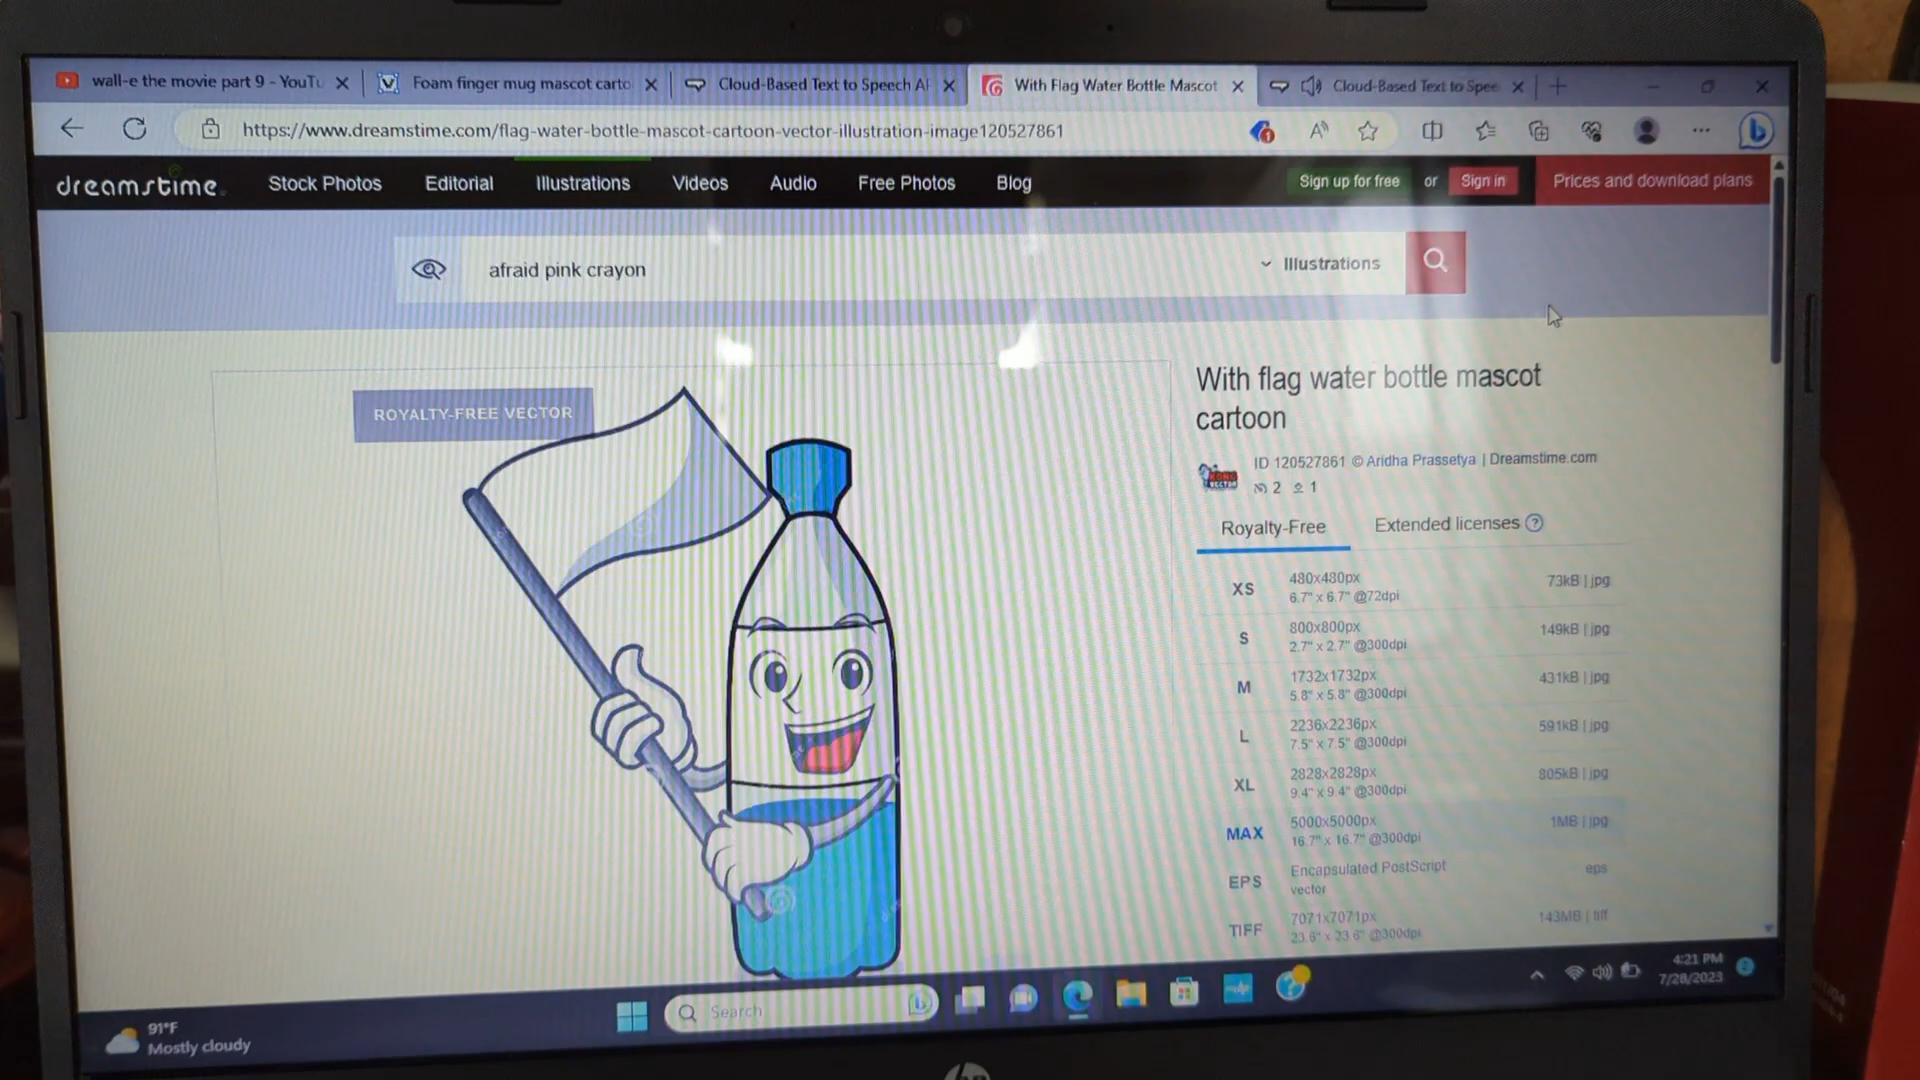 wall-e the movie part 9 - YouTu
Foam finger mug mascot carto
Cloud-Based Text to Speech AP
With Flag Water Bottle Mascot
Cloud-Based Text to Spee
https://www.dreamstime.com/flag-water-bottle-mascot-cartoon-vector-illustration-image120527861
dreamstime
Stock Photos
Editorial
Illustrations
Videos
Audio
Free Photos
Blog
Sign up for free or Sign in
Prices and download plans
afraid pink crayon
Illustrations
ROYALTY-FREE VECTOR
With flag water bottle mascot
cartoon
ID 120527861 © Aridha Prassetya | Dreamstime.com
2 1
Royalty-Free
Extended licenses ?
XS 480x480px 73kB | jpg
6.7" x 6.7" @72dpi
S 800x800px 149kB | jpg
2.7" x 2.7" @300dpi
M 1732x1732px 431kB | jpg
5.8" x 5.8" @300dpi
L 2236x2236px 591kB | jpg
7.5" x 7.5" @300dpi
XL 2828x2828px 805kB | jpg
9.4" x 9.4" @300dpi
MAX 5000x5000px 1MB | jpg
16.7" x 16.7" @300dpi
EPS Encapsulated PostScript eps
vector
TIFF 7071x7071px 143MB | tiff
23.6" x 23.6" @300dpi
91°F
Mostly cloudy
Search
4:21 PM
7/28/2023
2
hp